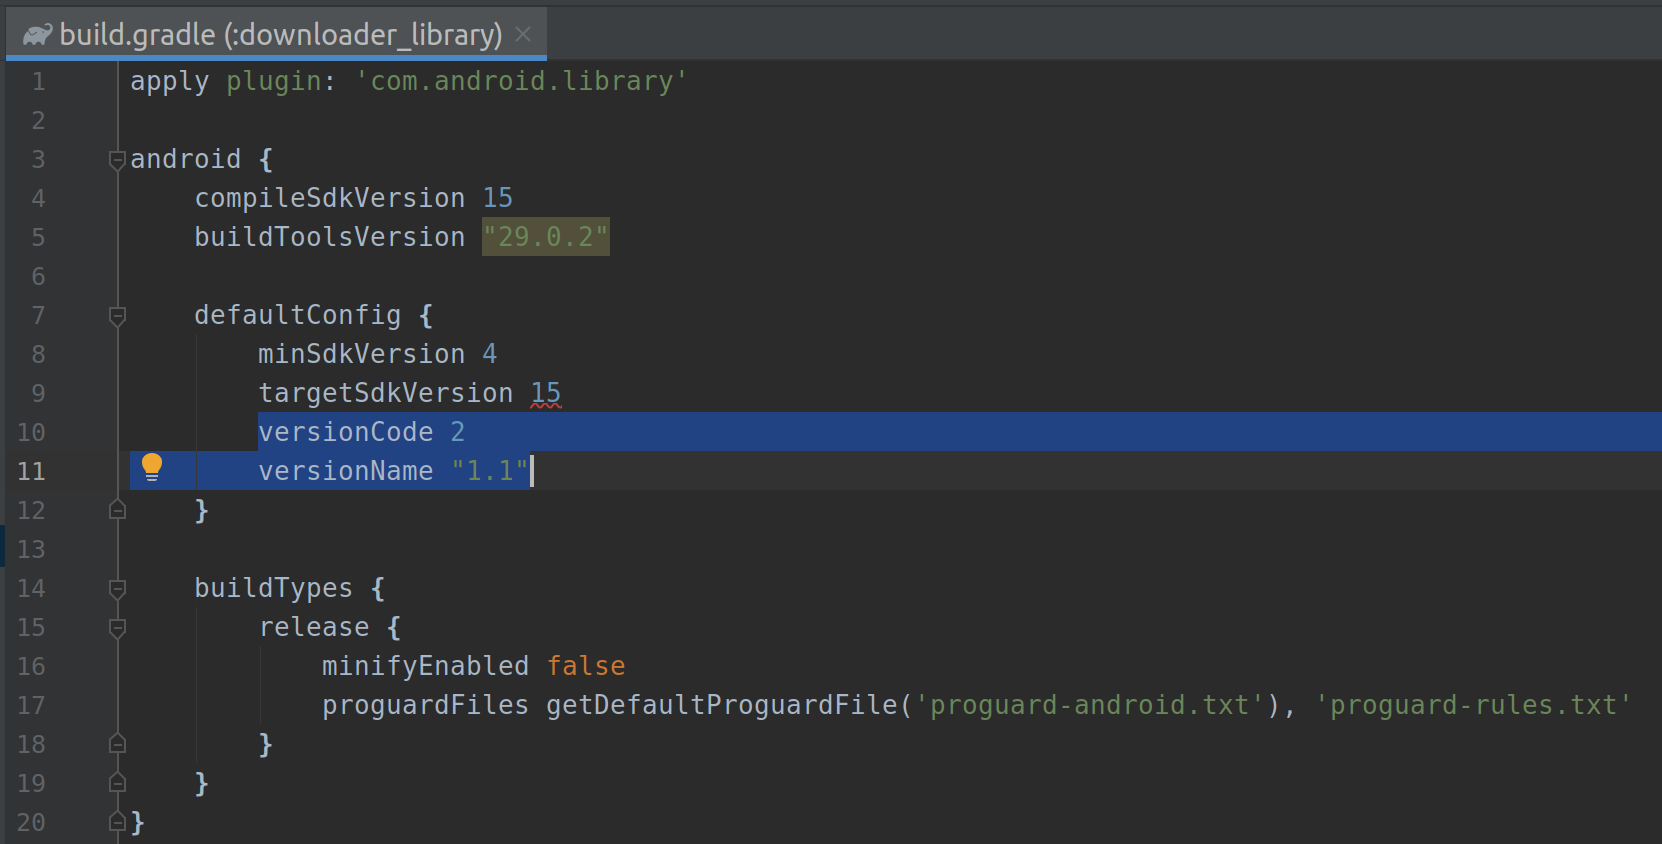 build.gradle (:downloader_library)
1 apply plugin: 'com.android.library'
2
3 android {
4 compileSdkVersion 15
5 buildToolsVersion "29.0.2"
6
7 defaultConfig {
8 minSdkVersion 4
9 targetSdkVersion 15
10 versionCode 2
11 versionName "1.1"
12 }
13
14 buildTypes {
15 release {
16 minifyEnabled false
17 proguardFiles getDefaultProguardFile('proguard-android.txt'), 'proguard-rules.txt'
18 }
19 }
20 }